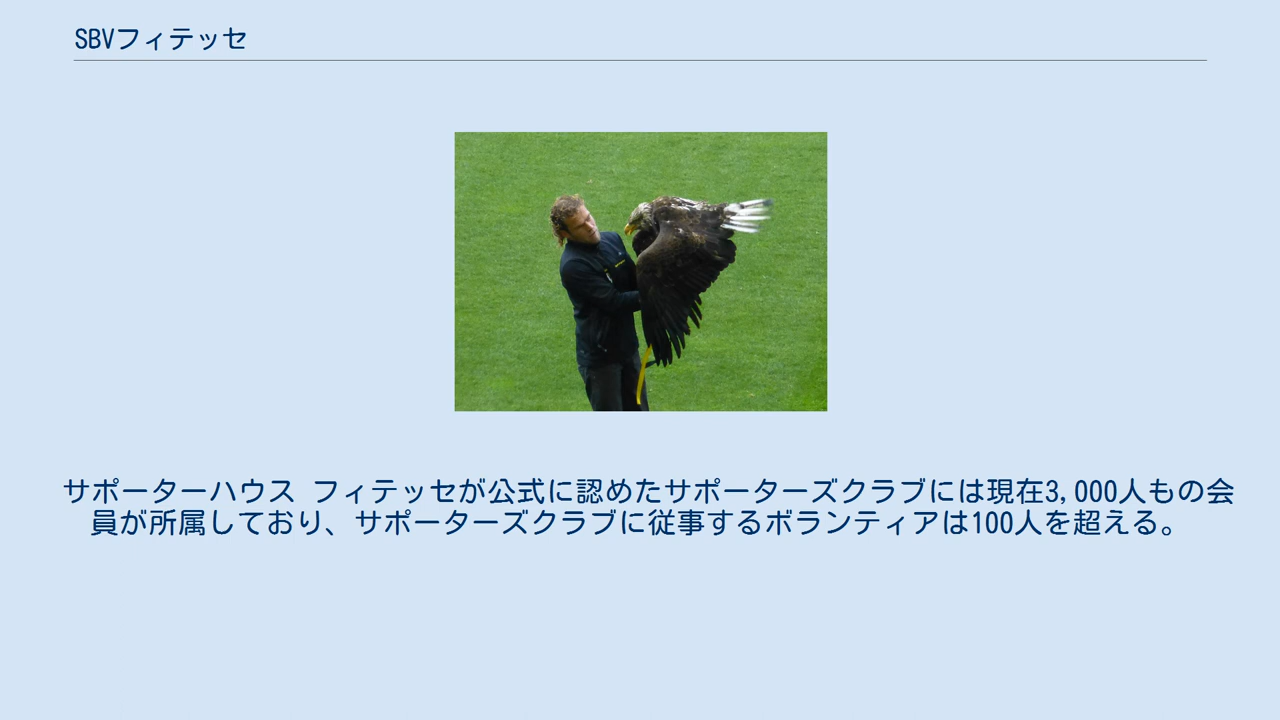 SBVフィテッセ
サポーターハウス フィテッセが公式に認めたサポーターズクラブには現在3,000人もの会
員が所属しており、サポーターズクラブに従事するボランティアは100人を超える。